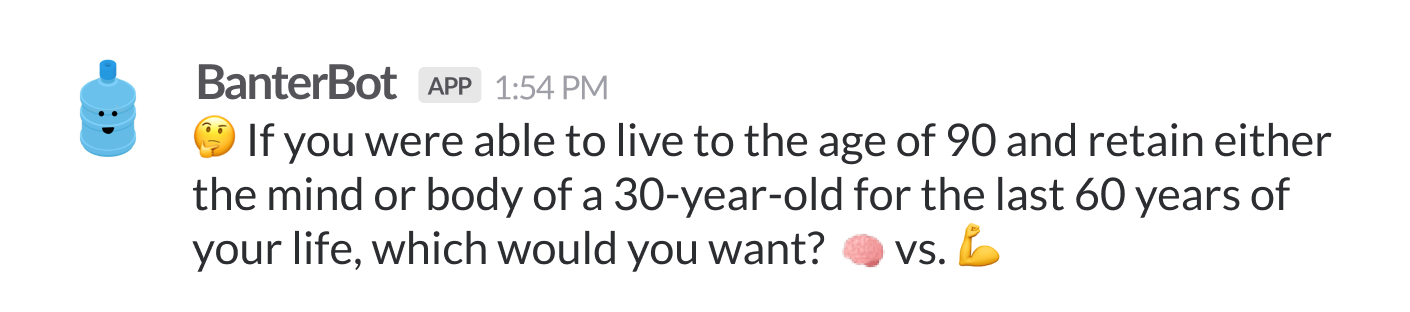 BanterBot APP 1:54 PM
🤔 If you were able to live to the age of 90 and retain either
the mind or body of a 30-year-old for the last 60 years of
your life, which would you want? 🧠 vs. 💪